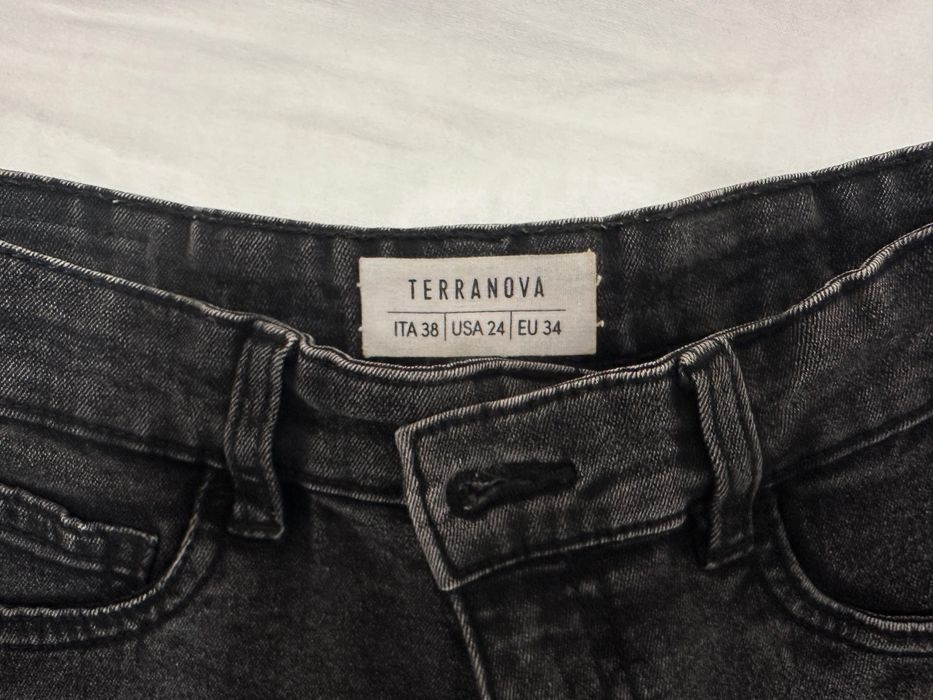 TERRANOVA
ITA 38 | USA 24 | EU 34